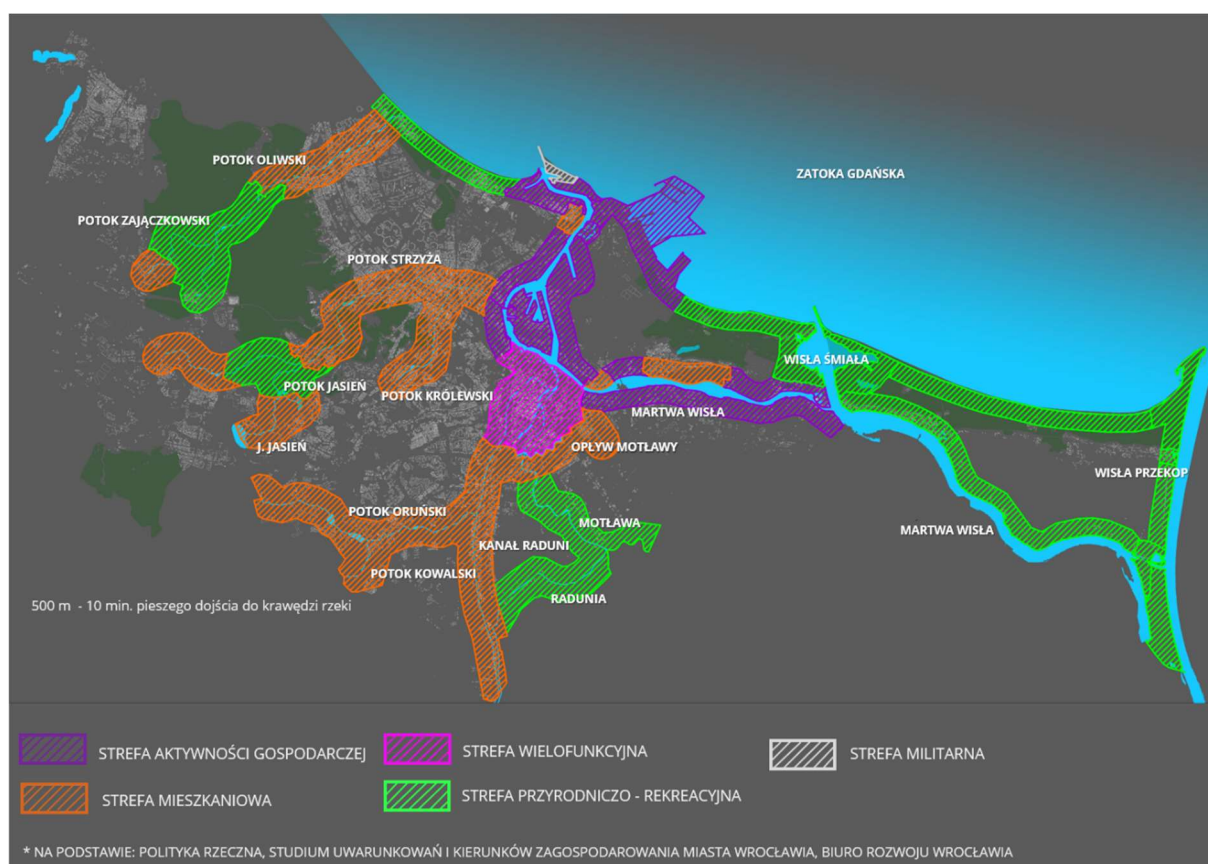 POTOK OLIWSKI
ZATOKA GDAŃSKA
POTOK ZAJĄCZKOWSKI
POTOK STRZYŻA
WISŁA ŚMIAŁA
POTOK JASIEŃ
POTOK KRÓLEWSKI
MARTWA WISŁA
J. JASIEŃ
OPŁYW MOTŁAWY
WISŁA PRZEKOP
POTOK ORUŃSKI
MOTŁAWA
MARTWA WISŁA
KANAŁ RADUNI
POTOK KOWALSKI
RADUNIA
500 m - 10 min. pieszego dojścia do krawędzi rzeki
STREFA AKTYWNOŚCI GOSPODARCZEJ
STREFA WIELOFUNKCYJNA
STREFA MILITARNA
STREFA MIESZKANIOWA
STREFA PRZYRODNICZO - REKREACYJNA
* NA PODSTAWIE: POLITYKA RZECZNA, STUDIUM UWARUNKOWAŃ I KIERUNKÓW ZAGOSPODAROWANIA MIASTA WROCŁAWIA, BIURO ROZWOJU WROCŁAWIA